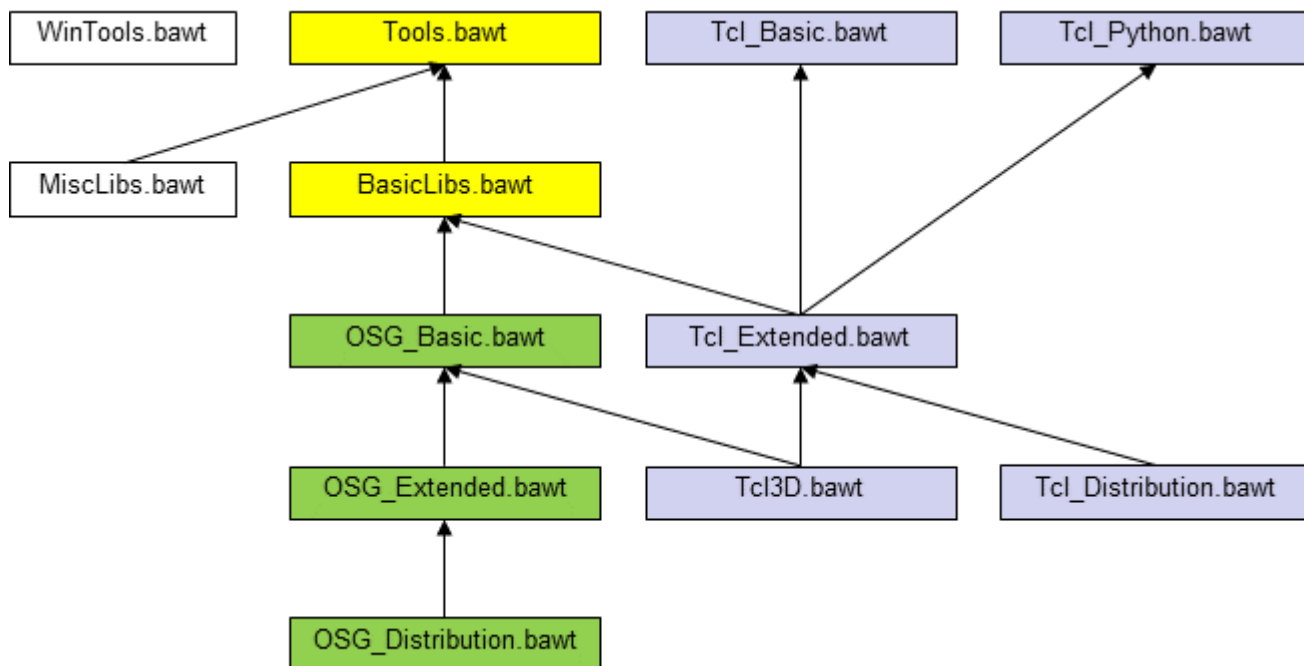 WinTools.bawt
Tools.bawt
Tcl_Basic.bawt
Tcl_Python.bawt
MiscLibs.bawt
BasicLibs.bawt
OSG_Basic.bawt
Tcl_Extended.bawt
OSG_Extended.bawt
Tcl3D.bawt
Tcl_Distribution.bawt
OSG_Distribution.bawt